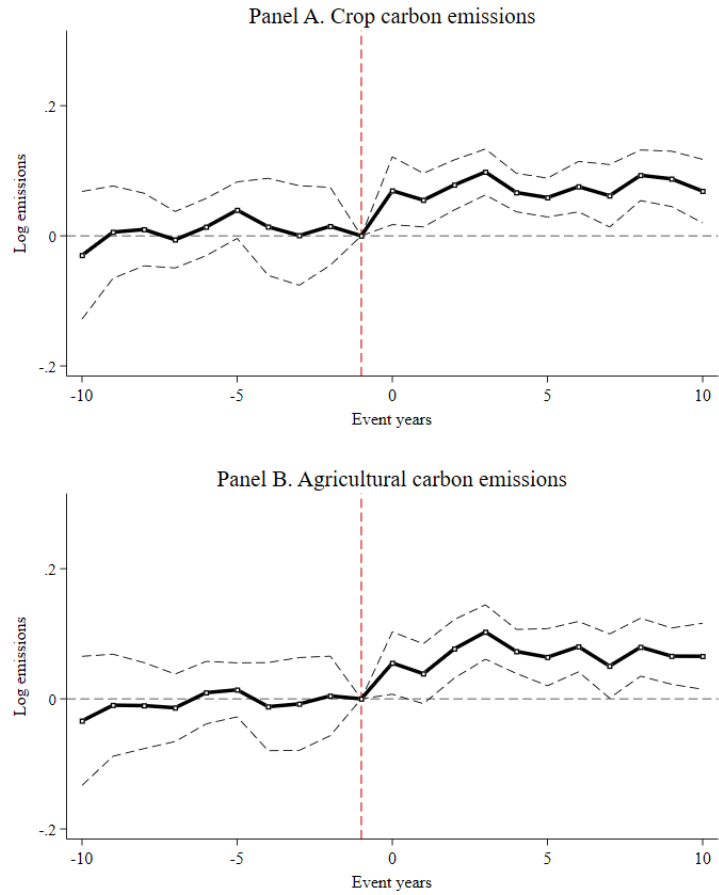 Panel A. Crop carbon emissions
.2
0
-.2
Log emissions
-10 -5 0 5 10
Event years
Panel B. Agricultural carbon emissions
.2
0
-.2
Log emissions
-10 -5 0 5 10
Event years